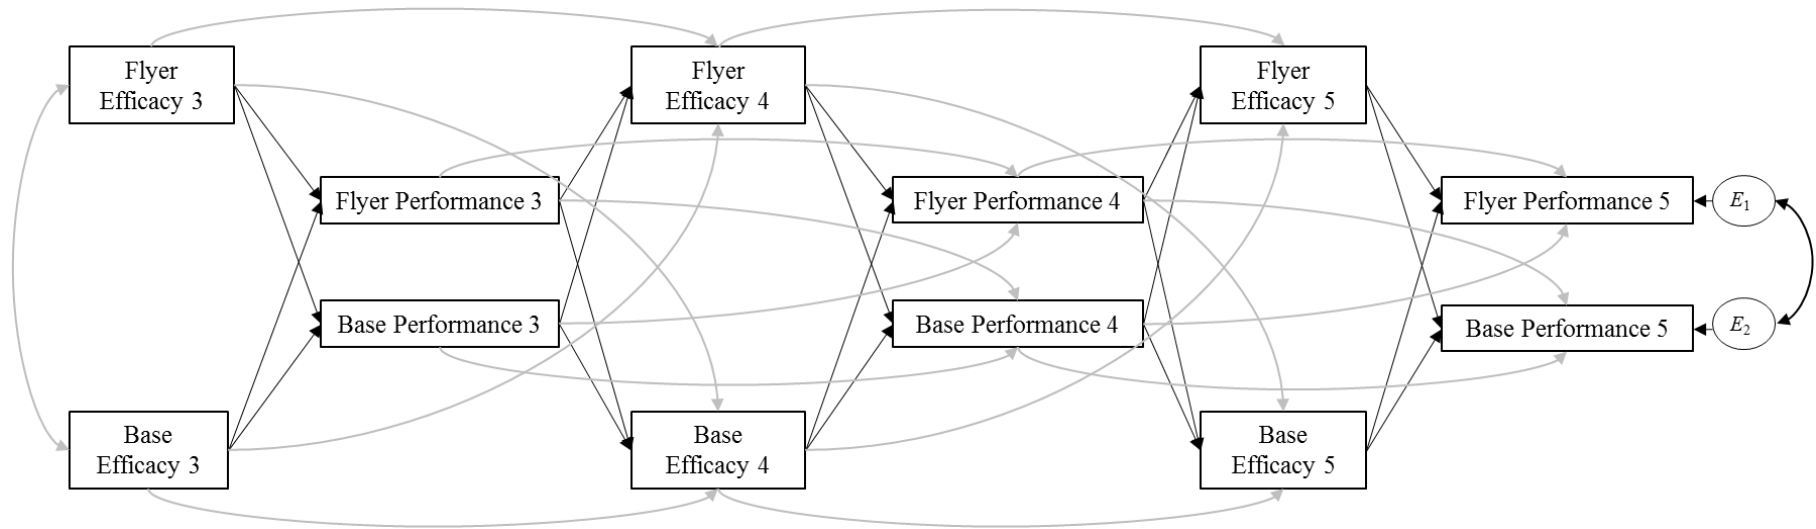 Flyer
Efficacy 3
Flyer
Efficacy 4
Flyer
Efficacy 5
Flyer Performance 3
Flyer Performance 4
Flyer Performance 5
E1
Base Performance 3
Base Performance 4
Base Performance 5
E2
Base
Efficacy 3
Base
Efficacy 4
Base
Efficacy 5